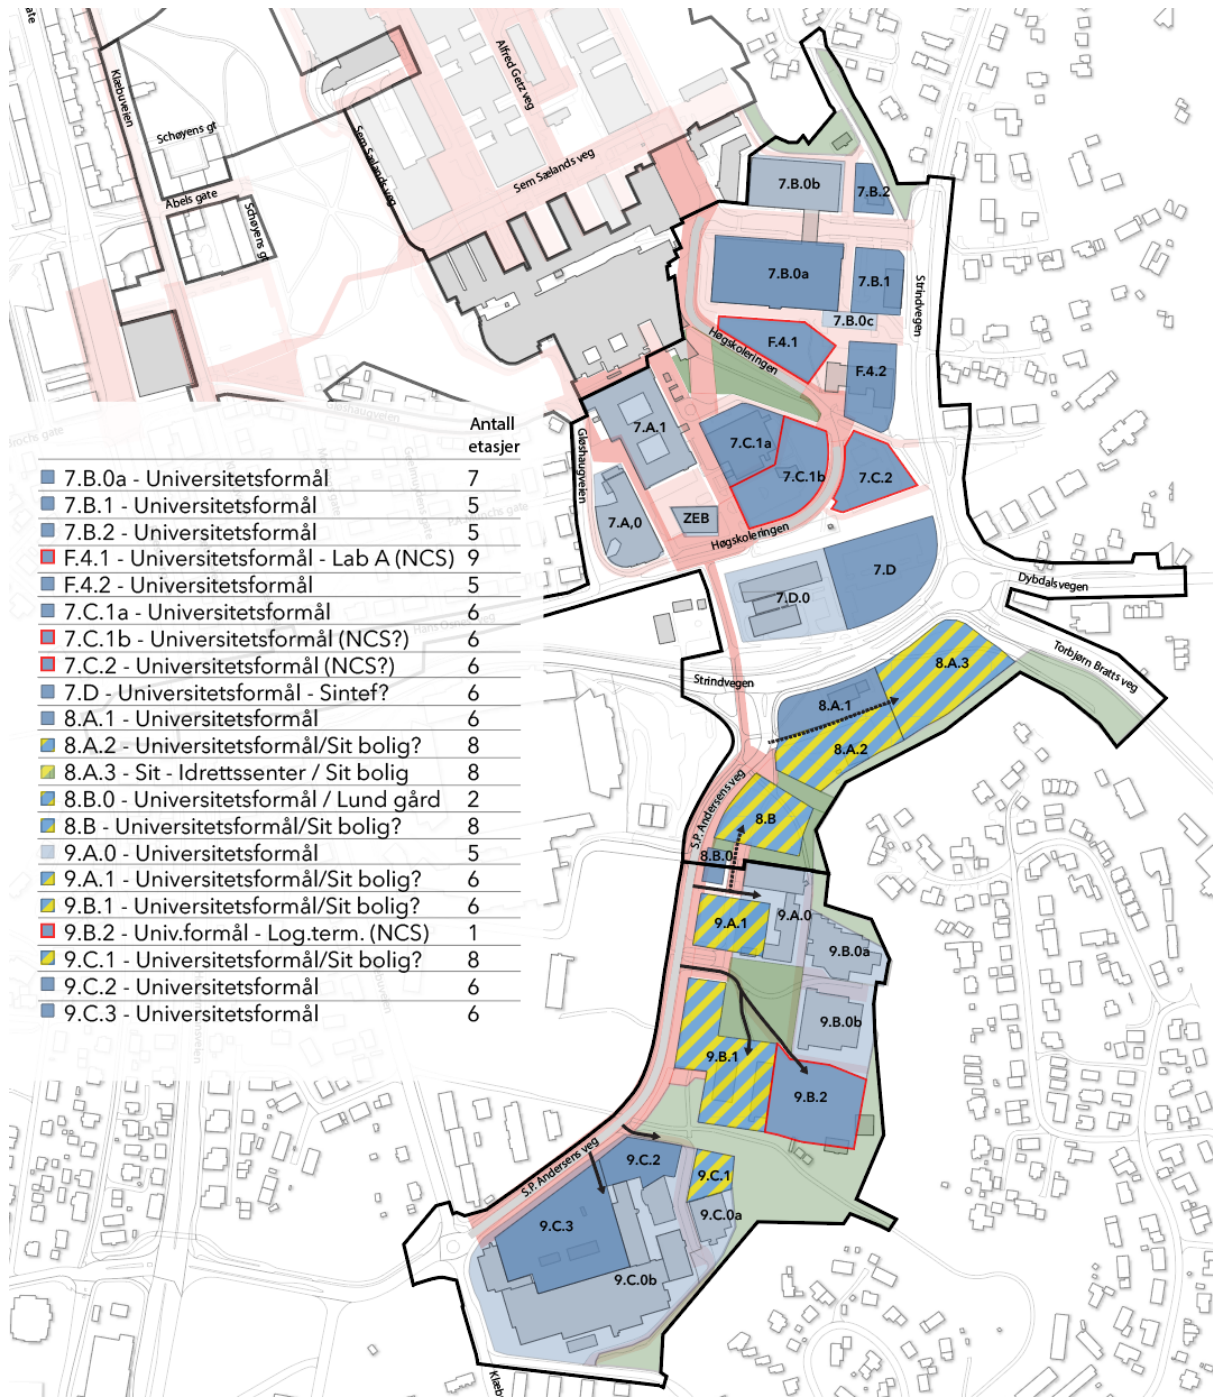 Klæbuveien
Schøyens gt
Abels gate
Schøyens gt
Sem Sælands veg
Alfred Getz veg
Sem Sælands veg
7.B.0b
7.B.2
7.B.0a
7.B.1
Strindvegen
7.B.0c
Høgskoleringen
F.4.1
F.4.2
7.A.1
7.C.1a
7.C.1b
7.C.2
Gløshaugveien
7.A,0
ZEB
Høgskoleringen
7.D
7.D.0
Dybdalsvegen
Torbjørn Bratts veg
Strindvegen
8.A.3
8.A.1
8.A.2
S.P. Andersens veg
8.B
8.B.0
9.A.0
9.A.1
9.B.0a
9.B.0b
9.B.1
9.B.2
S.P. Andersens veg
9.C.2
9.C.1
9.C.0a
9.C.3
9.C.0b
Antall
etasjer
7.B.0a - Universitetsformål 7
7.B.1 - Universitetsformål 5
7.B.2 - Universitetsformål 5
F.4.1 - Universitetsformål - Lab A (NCS) 9
F.4.2 - Universitetsformål 5
7.C.1a - Universitetsformål 6
7.C.1b - Universitetsformål (NCS?) 6
7.C.2 - Universitetsformål (NCS?) 6
7.D - Universitetsformål - Sintef? 6
8.A.1 - Universitetsformål 6
8.A.2 - Universitetsformål/Sit bolig? 8
8.A.3 - Sit - Idrettssenter / Sit bolig 8
8.B.0 - Universitetsformål / Lund gård 2
8.B - Universitetsformål/Sit bolig? 8
9.A.0 - Universitetsformål 5
9.A.1 - Universitetsformål/Sit bolig? 6
9.B.1 - Universitetsformål/Sit bolig? 6
9.B.2 - Univ.formål - Log.term. (NCS) 1
9.C.1 - Universitetsformål/Sit bolig? 8
9.C.2 - Universitetsformål 6
9.C.3 - Universitetsformål 6